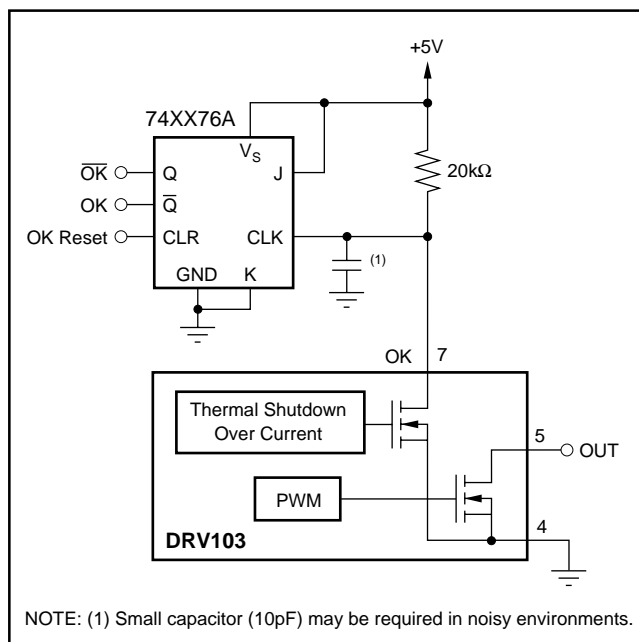 +5V
74XX76A
V_S
O̅K̅
Q
J
20kΩ
OK
Q̅
OK Reset
CLR
CLK
(1)
GND
K
OK
7
Thermal Shutdown
Over Current
5
OUT
PWM
4
DRV103
NOTE: (1) Small capacitor (10pF) may be required in noisy environments.